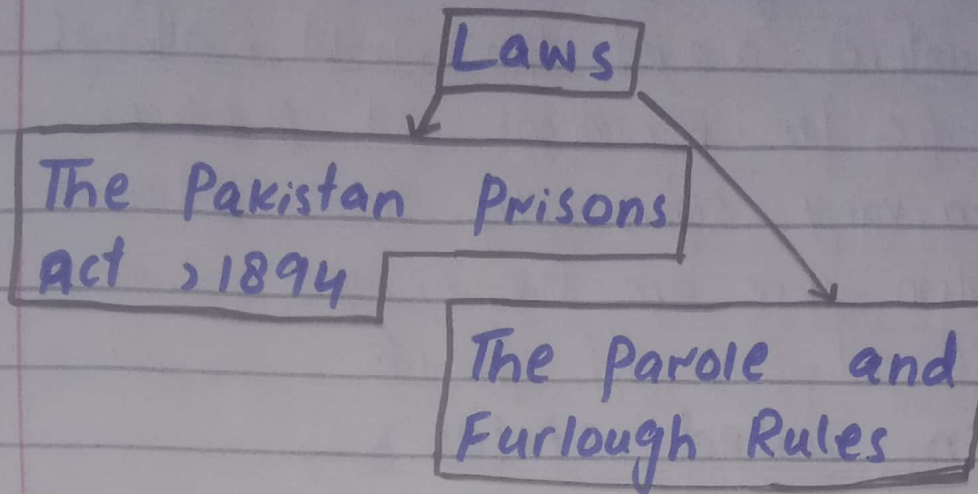 Laws
The Pakistan Prisons
act , 1894
The parole and
Furlough Rules